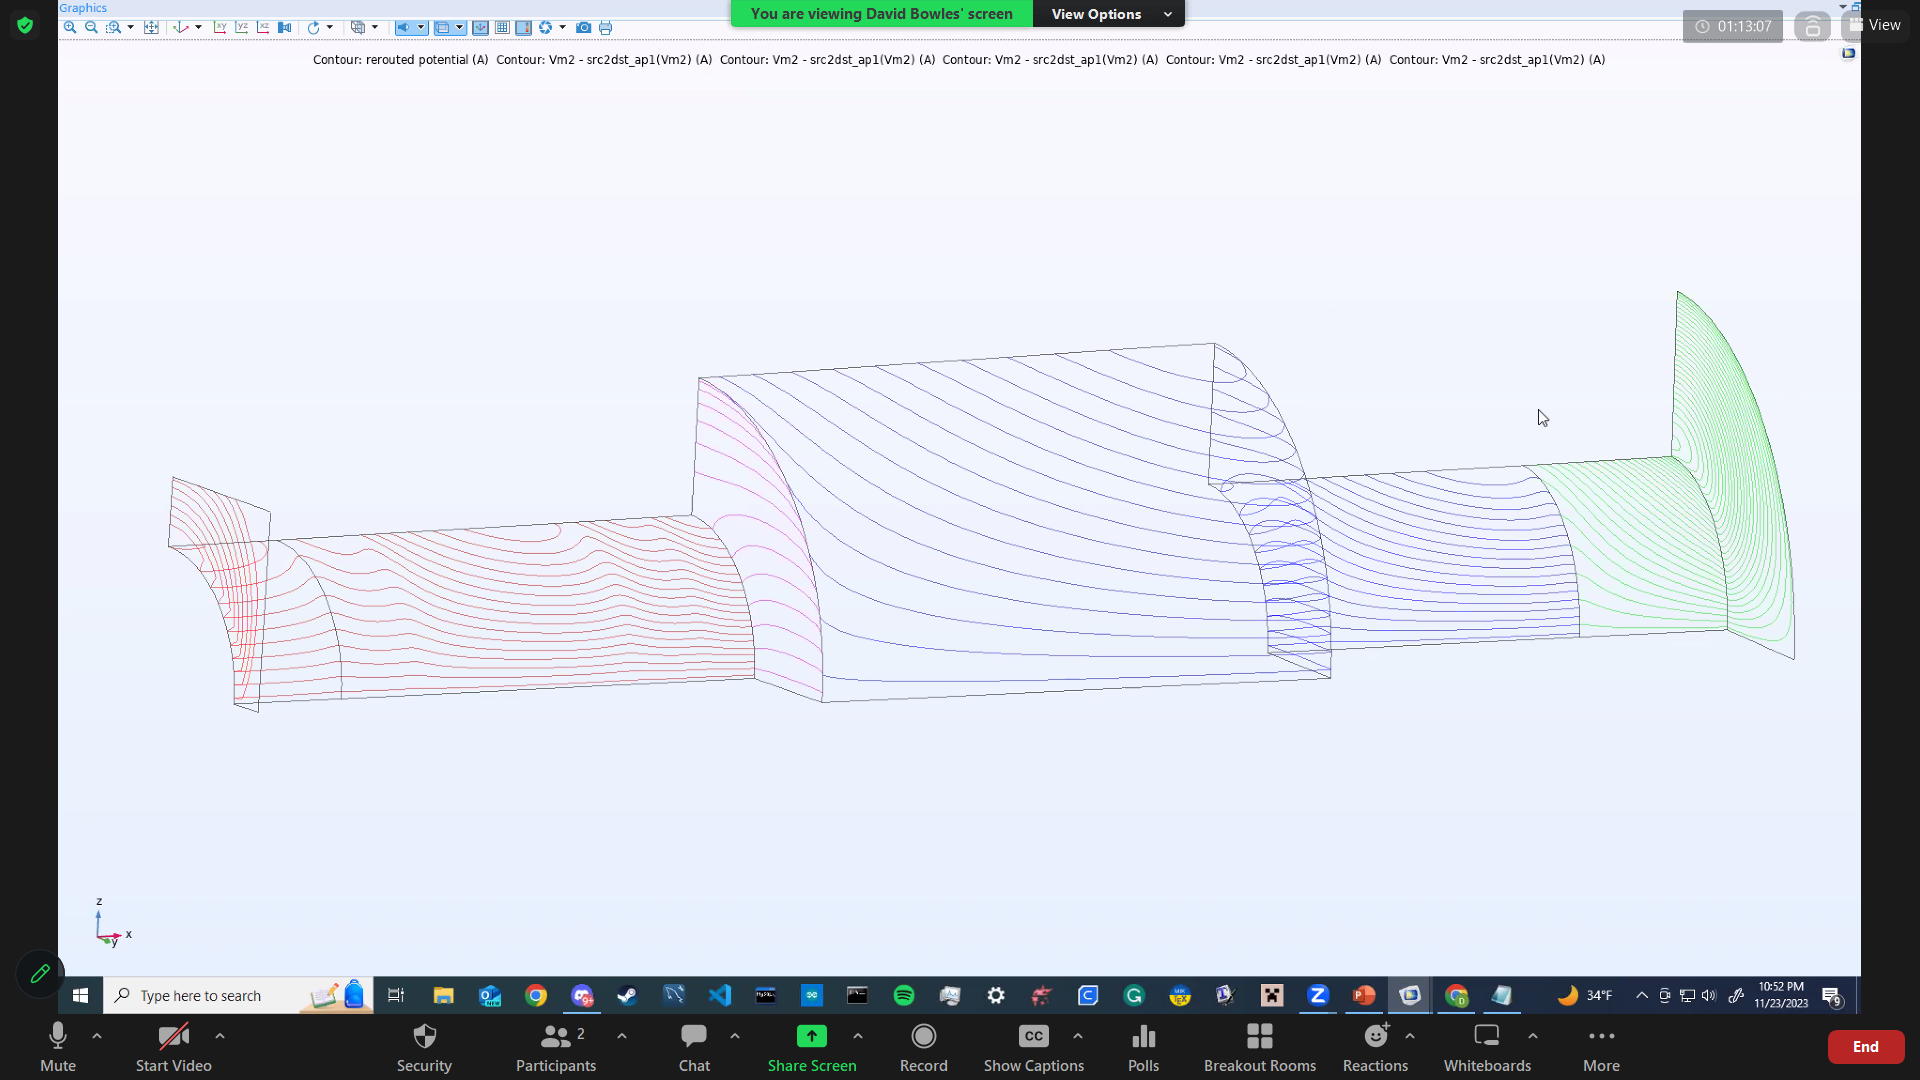 Graphics
You are viewing David Bowles' screen View Options
01:13:07
View
Contour: rerouted potential (A) Contour: Vm2 - src2dst_ap1(Vm2) (A) Contour: Vm2 - src2dst_ap1(Vm2) (A) Contour: Vm2 - src2dst_ap1(Vm2) (A) Contour: Vm2 - src2dst_ap1(Vm2) (A) Contour: Vm2 - src2dst_ap1(Vm2) (A)
z
x
y
Type here to search
34°F
10:52 PM
11/23/2023
9
Mute
Start Video
Security
Participants
2
Chat
Share Screen
Record
CC
Show Captions
Polls
Breakout Rooms
Reactions
Whiteboards
More
End